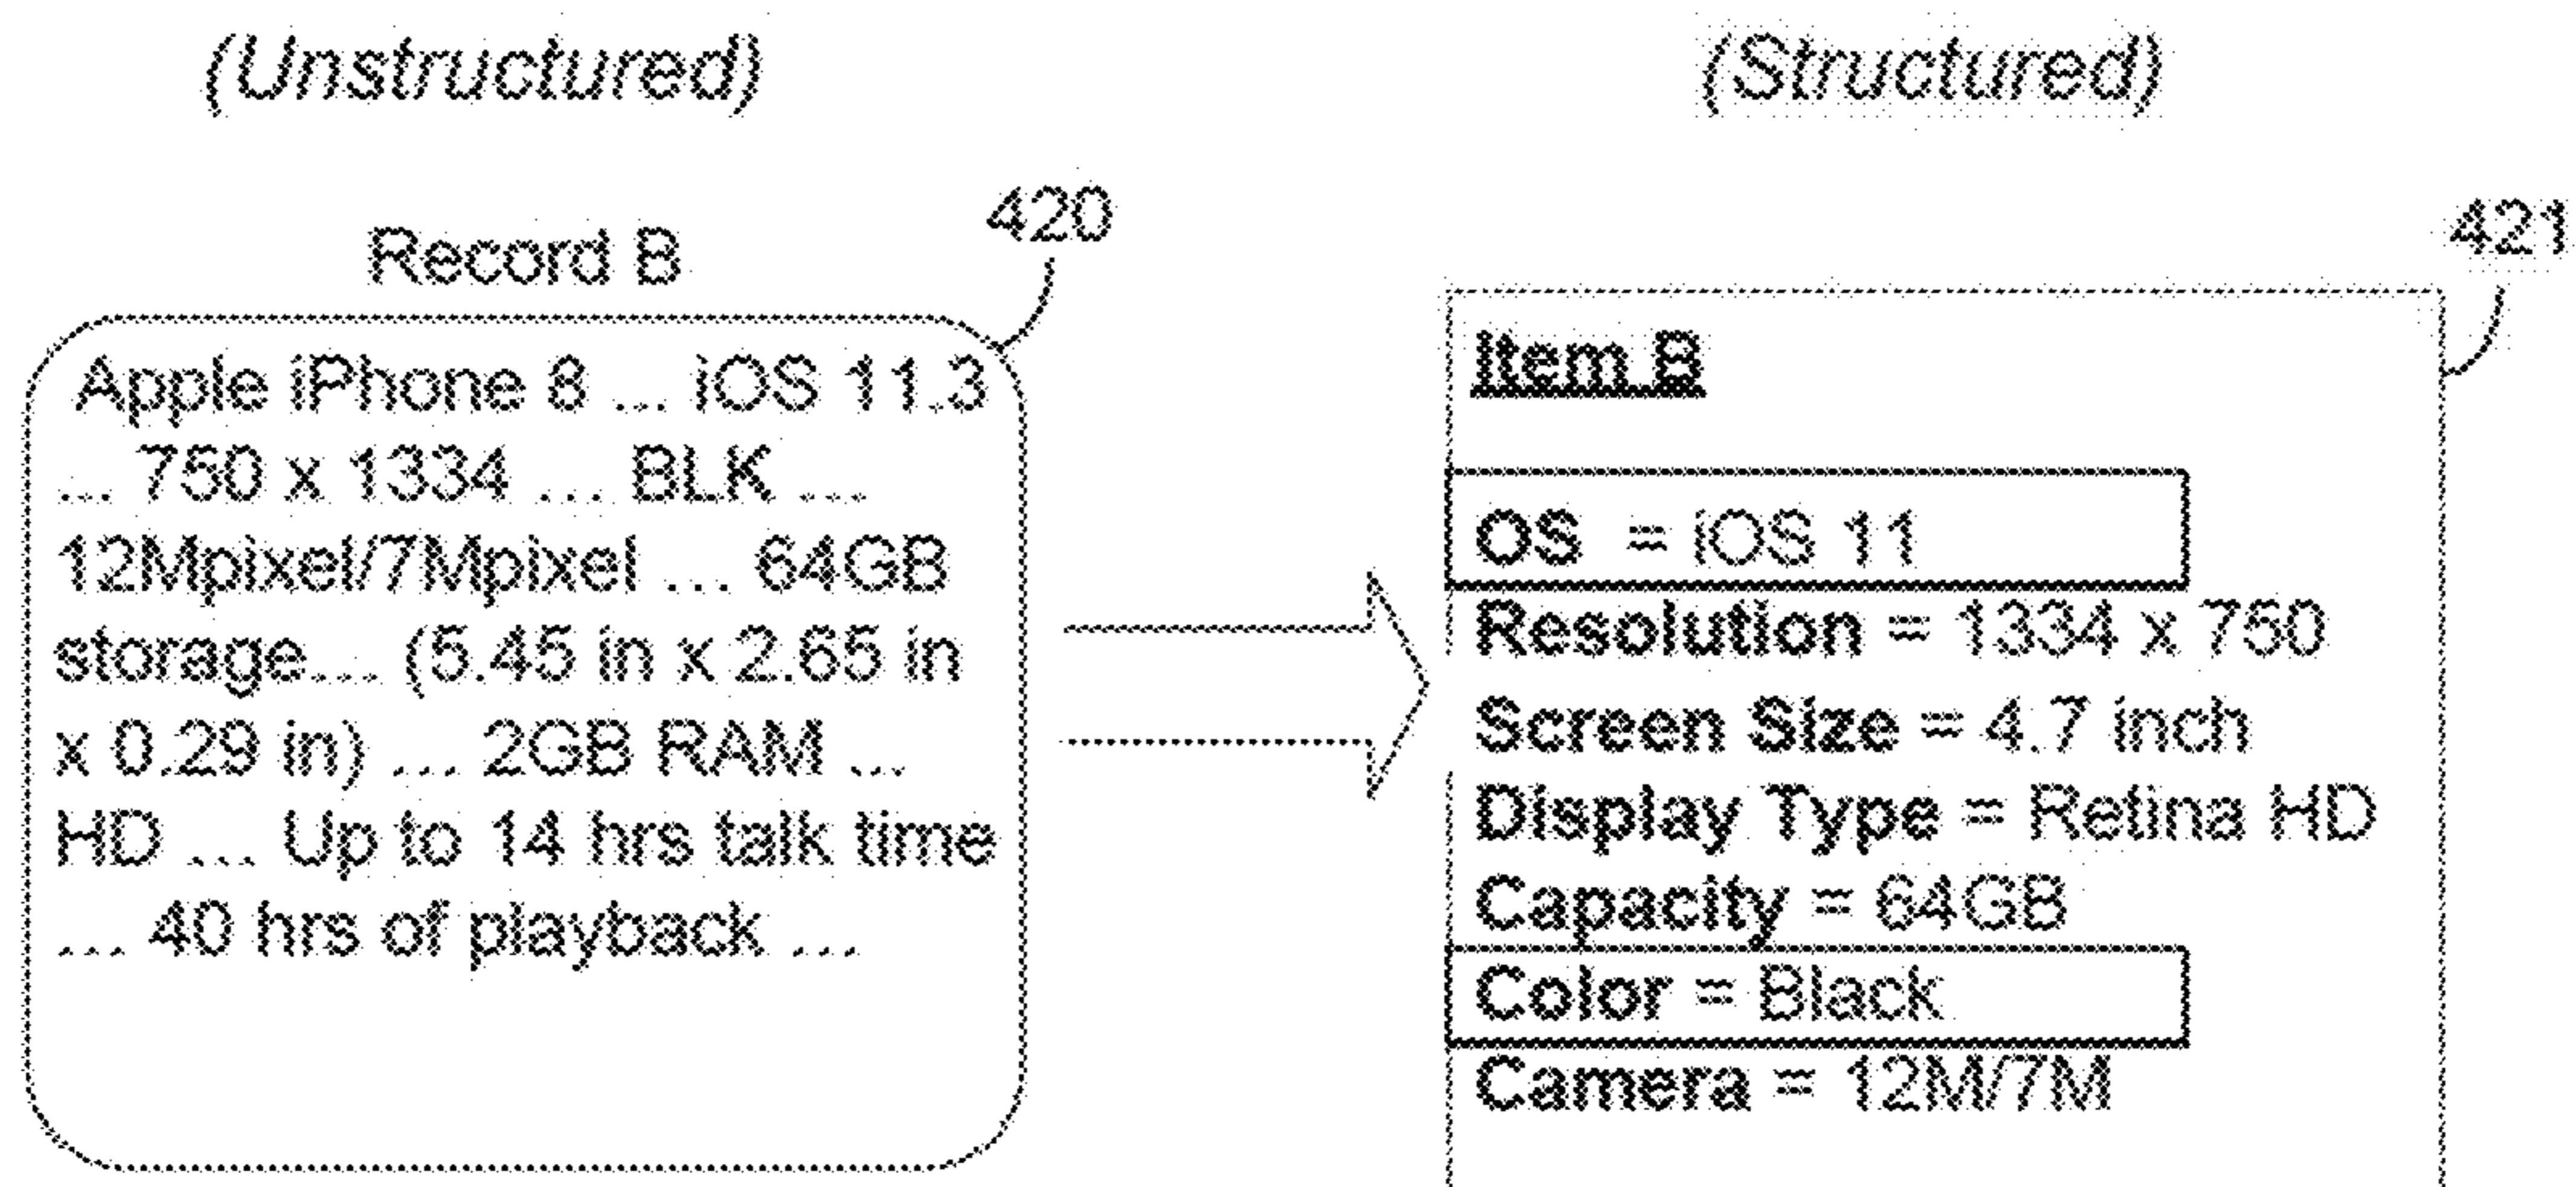 (Unstructured)
(Structured)
Record B
420
Apple iPhone 8 ... iOS 11.3
... 750 x 1334 ... BLK ...
12Mpixel/7Mpixel ... 64GB
storage... (5.45 in x 2.65 in
x 0.29 in) ... 2GB RAM ...
HD ... Up to 14 hrs talk time
... 40 hrs of playback ...
421
Item B
OS = iOS 11
Resolution = 1334 x 750
Screen Size = 4.7 inch
Display Type = Retina HD
Capacity = 64GB
Color = Black
Camera = 12M/7M